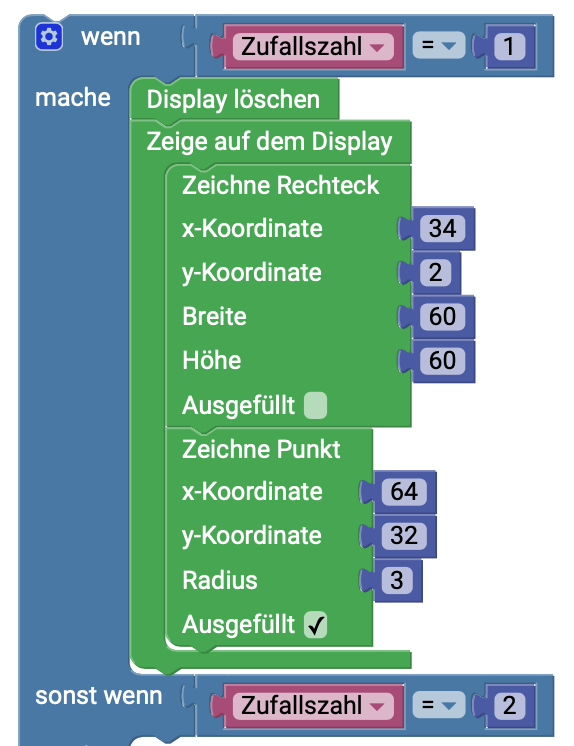 wenn Zufallszahl = 1
mache Display löschen
Zeige auf dem Display
Zeichne Rechteck
x-Koordinate 34
y-Koordinate 2
Breite 60
Höhe 60
Ausgefüllt
Zeichne Punkt
x-Koordinate 64
y-Koordinate 32
Radius 3
Ausgefüllt ✓
sonst wenn Zufallszahl = 2